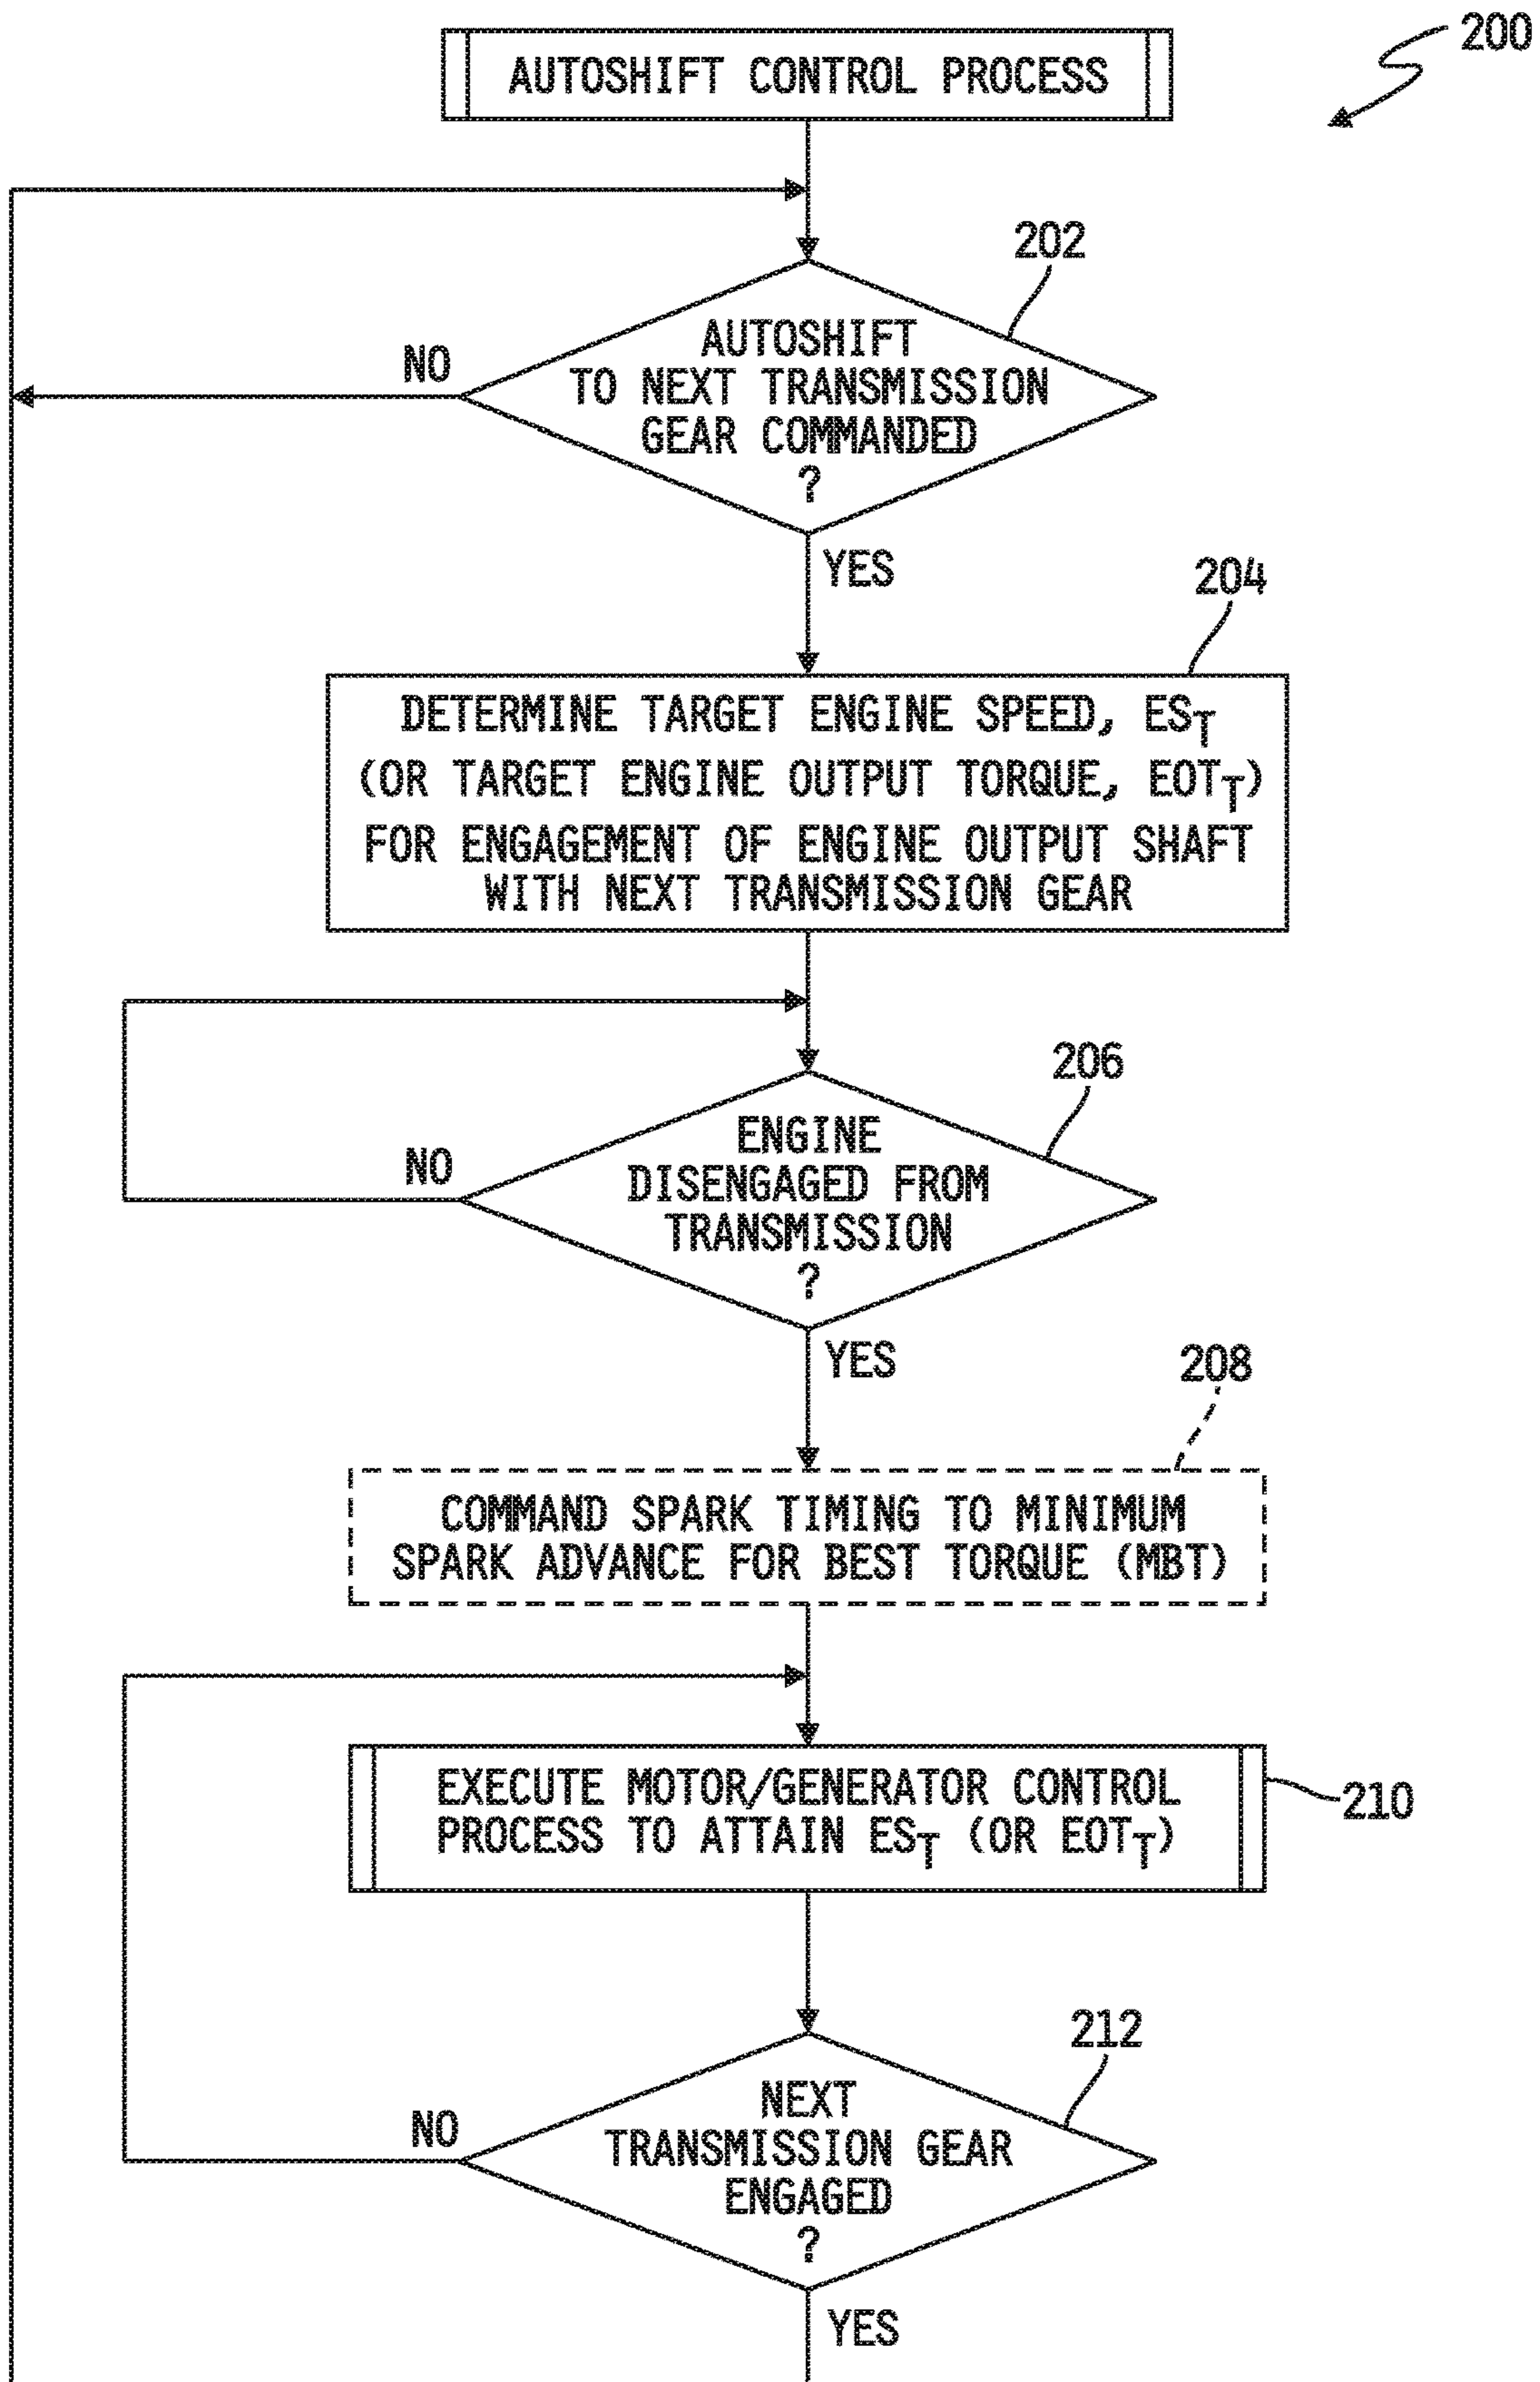 200
AUTOSHIFT CONTROL PROCESS
202
AUTOSHIFT
TO NEXT TRANSMISSION
GEAR COMMANDED
?
NO
YES
204
DETERMINE TARGET ENGINE SPEED, EST
(OR TARGET ENGINE OUTPUT TORQUE, EOTT)
FOR ENGAGEMENT OF ENGINE OUTPUT SHAFT
WITH NEXT TRANSMISSION GEAR
206
ENGINE
DISENGAGED FROM
TRANSMISSION
?
NO
YES
208
COMMAND SPARK TIMING TO MINIMUM
SPARK ADVANCE FOR BEST TORQUE (MBT)
EXECUTE MOTOR/GENERATOR CONTROL
PROCESS TO ATTAIN EST (OR EOTT)
210
212
NEXT
TRANSMISSION GEAR
ENGAGED
?
NO
YES